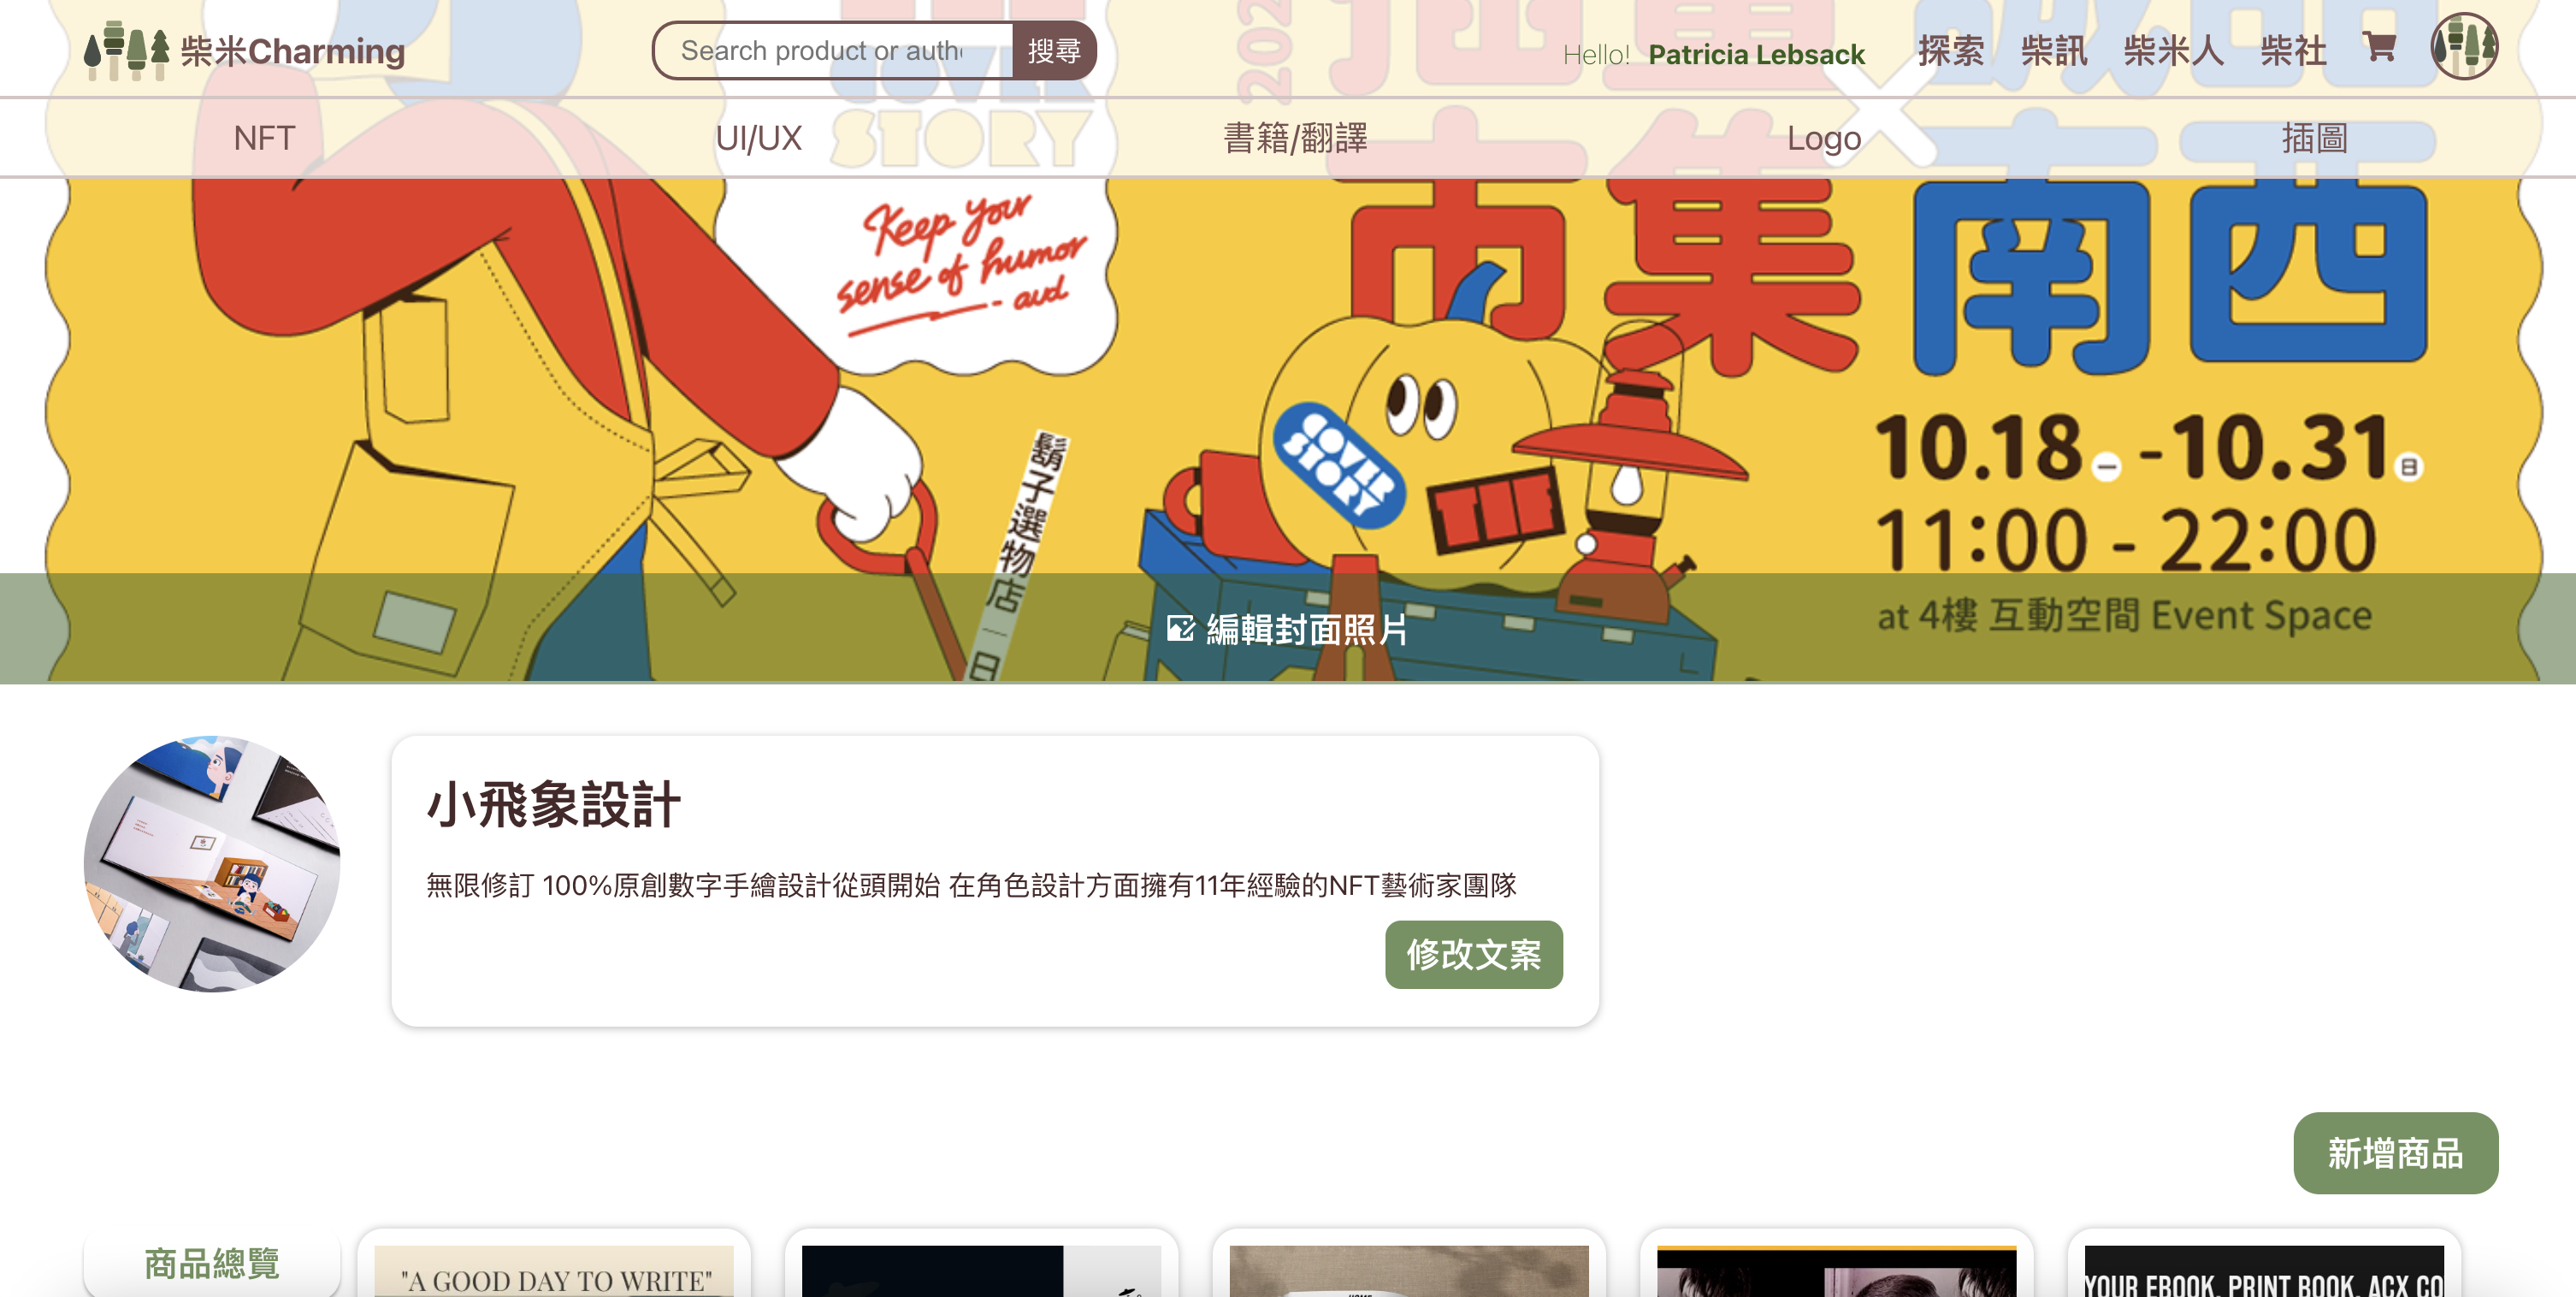 柴米Charming
Search product or auth
搜尋
Hello! Patricia Lebsack
探索 柴訊 柴米人 柴社
NFT UI/UX 書籍/翻譯 Logo 插圖
COVER
STORY
202
市集 南西
Keep your
sense of humor
and
COVER
STORY
鬍子選物店一日
10.18 一 - 10.31 日
11:00 - 22:00
at 4樓 互動空間 Event Space
編輯封面照片
小飛象設計
無限修訂 100%原創數字手繪設計從頭開始 在角色設計方面擁有11年經驗的NFT藝術家團隊
修改文案
新增商品
商品總覽
"A GOOD DAY TO WRITE"
YOUR EBOOK, PRINT BOOK, ACX CO